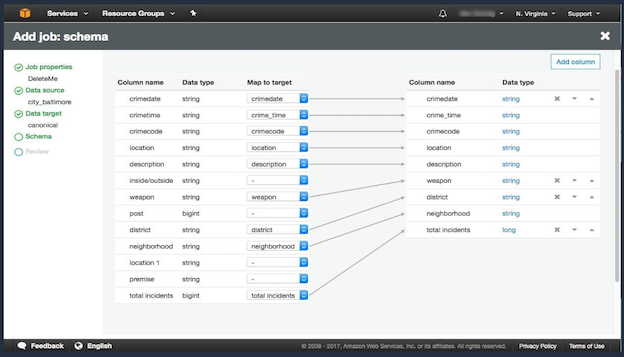 Services Resource Groups N. Virginia Support
Add job: schema
Add column
Job properties
DeleteMe
Data source
city_baltimore
Data target
canonical
Schema
Review
Column name Data type Map to target Column name Data type
crimedate string crimedate crimedate string
crimetime string crime_time crime_time string
crimecode string crimecode crimecode string
location string location location string
description string description description string
inside/outside string - weapon string
weapon string weapon district string
post bigint - neighborhood string
district string district total incidents long
neighborhood string neighborhood
location 1 string -
premise string -
total incidents bigint total incidents
Feedback English © 2008 - 2017, Amazon Web Services, Inc. or its affiliates. All rights reserved. Privacy Policy Terms of Use